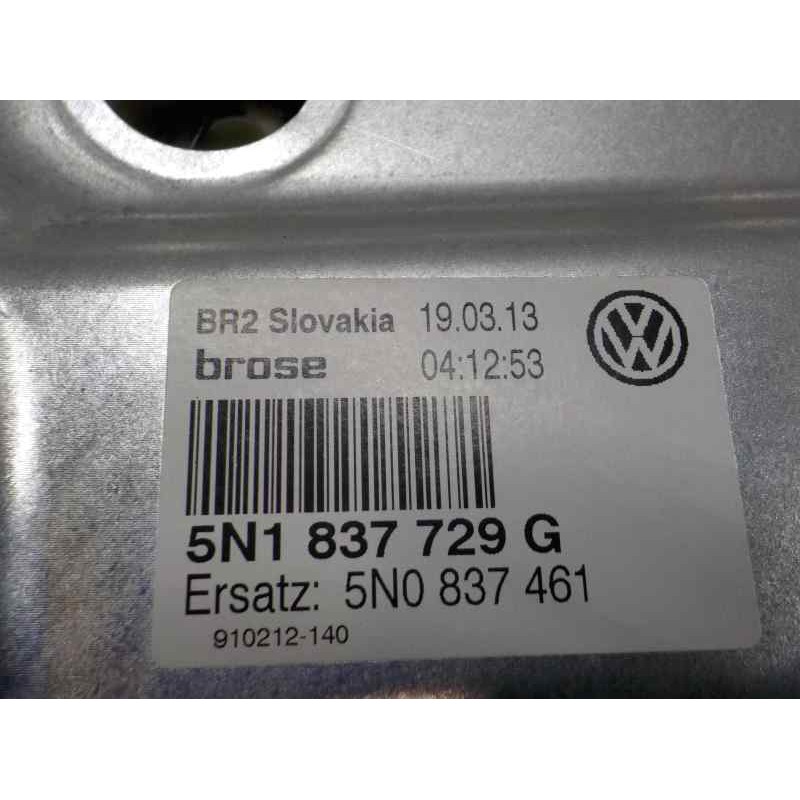 BR2 Slovakia 19.03.13
brose 04:12:53
5N1 837 729 G
Ersatz: 5N0 837 461
910212-140